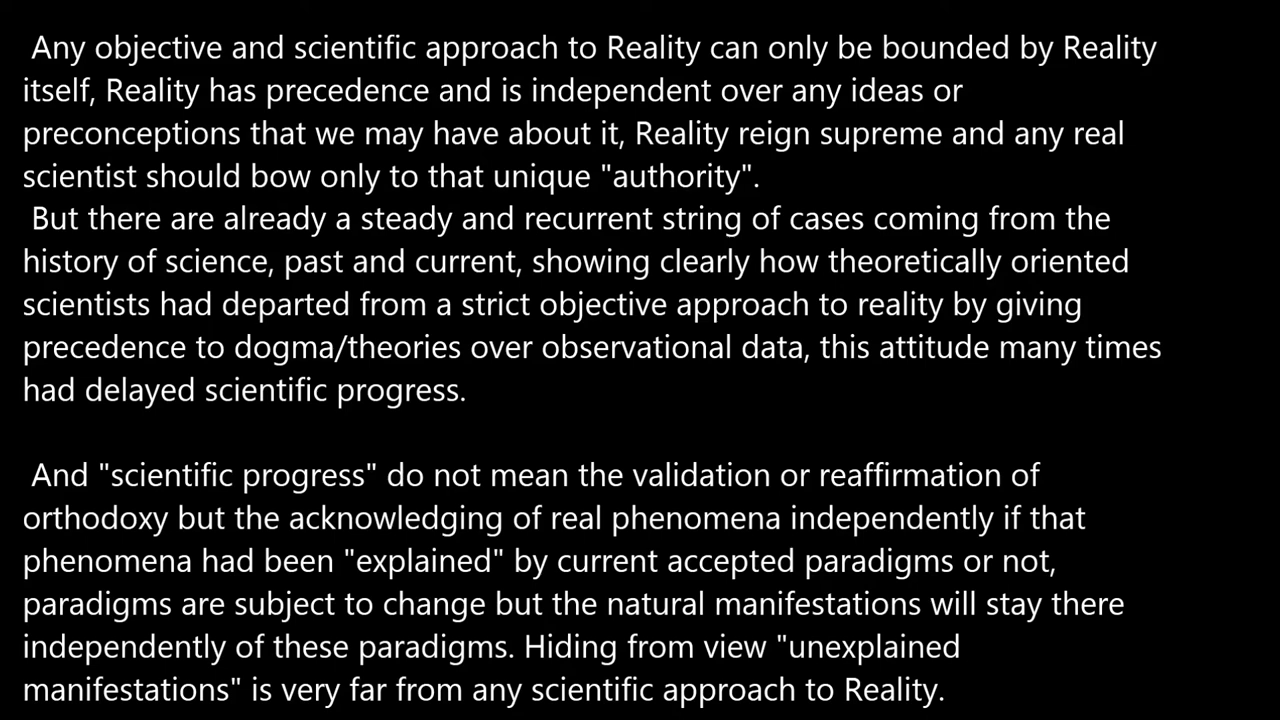 Any objective and scientific approach to Reality can only be bounded by Reality
itself, Reality has precedence and is independent over any ideas or
preconceptions that we may have about it, Reality reign supreme and any real
scientist should bow only to that unique "authority".
But there are already a steady and recurrent string of cases coming from the
history of science, past and current, showing clearly how theoretically oriented
scientists had departed from a strict objective approach to reality by giving
precedence to dogma/theories over observational data, this attitude many times
had delayed scientific progress.
And "scientific progress" do not mean the validation or reaffirmation of
orthodoxy but the acknowledging of real phenomena independently if that
phenomena had been "explained" by current accepted paradigms or not,
paradigms are subject to change but the natural manifestations will stay there
independently of these paradigms. Hiding from view "unexplained
manifestations" is very far from any scientific approach to Reality.